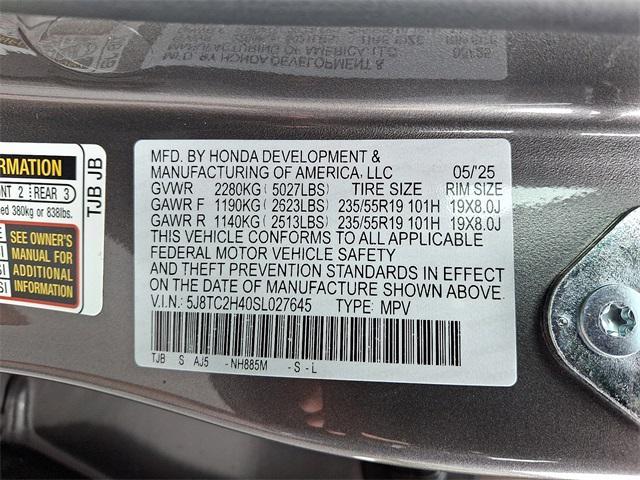 MFD. BY HONDA DEVELOPMENT &
MANUFACTURING OF AMERICA, LLC 05/'25
GVWR 2280KG (5027LBS) TIRE SIZE RIM SIZE
GAWR F 1190KG (2623LBS) 235/55R19 101H 19X8.0J
GAWR R 1140KG (2513LBS) 235/55R19 101H 19X8.0J
THIS VEHICLE CONFORMS TO ALL APPLICABLE
FEDERAL MOTOR VEHICLE SAFETY
AND THEFT PREVENTION STANDARDS IN EFFECT
ON DATE OF MANUFACTURE SHOWN ABOVE.
V.I.N.: 5J8TC2H40SL027645 TYPE: MPV
TJB S AJ5 - NH885M - S - L
RMATION
NT 2 REAR 3
ed 380kg or 838lbs.
SEE OWNER'S
MANUAL FOR
ADDITIONAL
INFORMATION
TJB JB